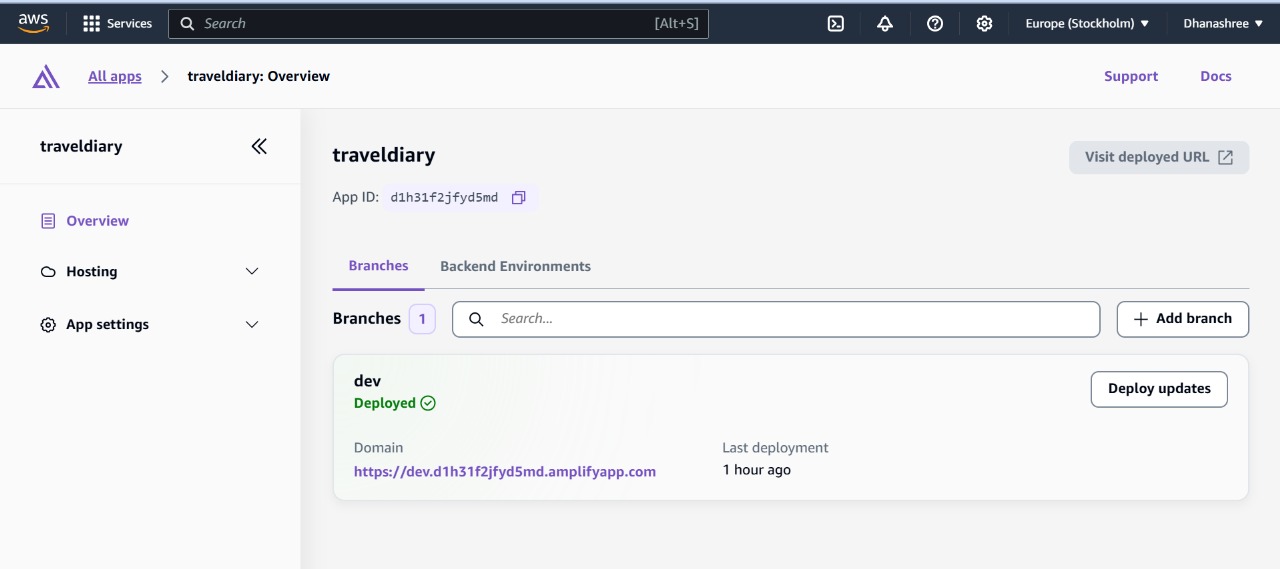 aws
Services
Search
[Alt+S]
Europe (Stockholm)
Dhanashree
All apps
traveldiary: Overview
Support
Docs
traveldiary
Overview
Hosting
App settings
traveldiary
Visit deployed URL
App ID: d1h31f2jfyd5md
Branches
Backend Environments
Branches 1
Search...
Add branch
dev
Deployed
Deploy updates
Domain
https://dev.d1h31f2jfyd5md.amplifyapp.com
Last deployment
1 hour ago